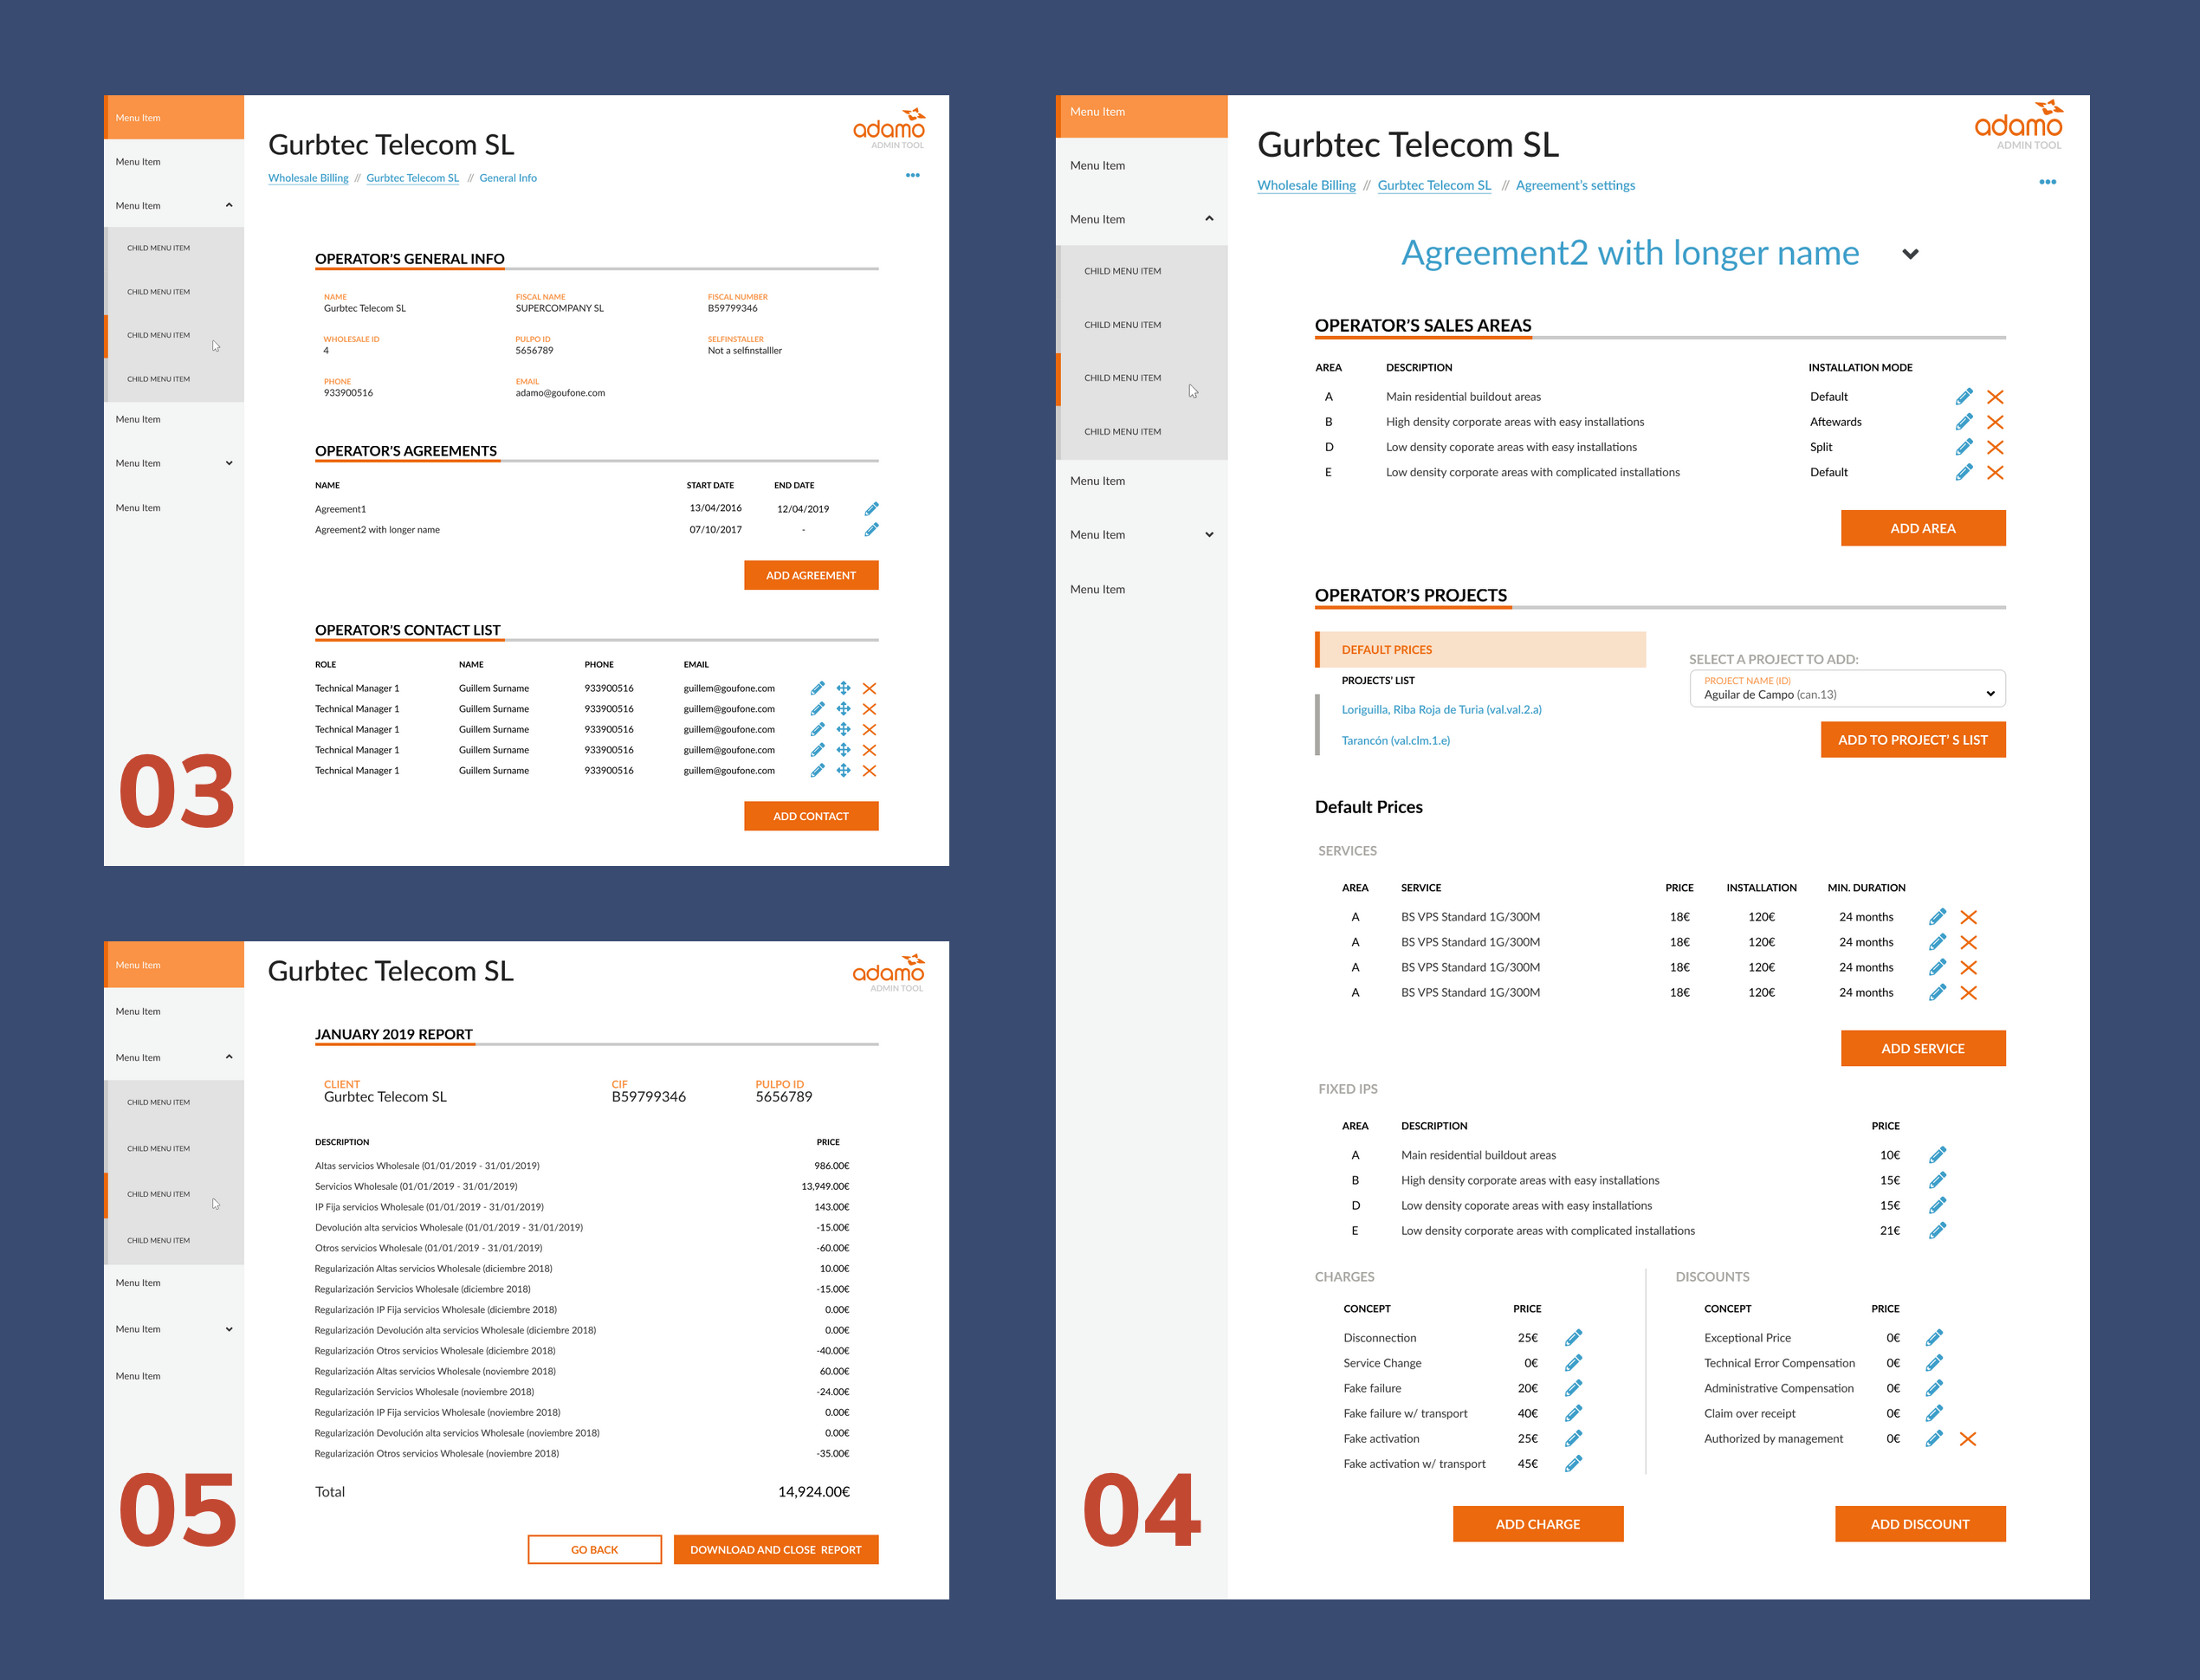 Menu Item
Menu Item
Menu Item
CHILD MENU ITEM
CHILD MENU ITEM
CHILD MENU ITEM
CHILD MENU ITEM
Menu Item
Menu Item
Menu Item
03
adamo
ADMIN TOOL
Gurbtec Telecom SL
Wholesale Billing // Gurbtec Telecom SL // General Info
OPERATOR'S GENERAL INFO
NAME FISCAL NAME FISCAL NUMBER
Gurbtec Telecom SL SUPERCOMPANY SL B59799346
WHOLESALE ID PULPO ID SELFINSTALLER
4 5656789 Not a selfinstalller
PHONE EMAIL
933900516 adamo@goufone.com
OPERATOR'S AGREEMENTS
NAME START DATE END DATE
Agreement1 13/04/2016 12/04/2019
Agreement2 with longer name 07/10/2017 -
ADD AGREEMENT
OPERATOR'S CONTACT LIST
ROLE NAME PHONE EMAIL
Technical Manager 1 Guillem Surname 933900516 guillem@goufone.com
Technical Manager 1 Guillem Surname 933900516 guillem@goufone.com
Technical Manager 1 Guillem Surname 933900516 guillem@goufone.com
Technical Manager 1 Guillem Surname 933900516 guillem@goufone.com
Technical Manager 1 Guillem Surname 933900516 guillem@goufone.com
ADD CONTACT
Menu Item
Menu Item
Menu Item
CHILD MENU ITEM
CHILD MENU ITEM
CHILD MENU ITEM
CHILD MENU ITEM
Menu Item
Menu Item
Menu Item
04
adamo
ADMIN TOOL
Gurbtec Telecom SL
Wholesale Billing // Gurbtec Telecom SL // Agreement's settings
Agreement2 with longer name
OPERATOR'S SALES AREAS
AREA DESCRIPTION INSTALLATION MODE
A Main residential buildout areas Default
B High density corporate areas with easy installations Aftewards
D Low density coporate areas with easy installations Split
E Low density corporate areas with complicated installations Default
ADD AREA
OPERATOR'S PROJECTS
DEFAULT PRICES
PROJECTS' LIST
Loriguilla, Riba Roja de Turia (val.val.2.a)
Tarancón (val.clm.1.e)
SELECT A PROJECT TO ADD:
PROJECT NAME (ID)
Aguilar de Campo (can.13)
ADD TO PROJECT' S LIST
Default Prices
SERVICES
AREA SERVICE PRICE INSTALLATION MIN. DURATION
A BS VPS Standard 1G/300M 18€ 120€ 24 months
A BS VPS Standard 1G/300M 18€ 120€ 24 months
A BS VPS Standard 1G/300M 18€ 120€ 24 months
A BS VPS Standard 1G/300M 18€ 120€ 24 months
ADD SERVICE
FIXED IPS
AREA DESCRIPTION PRICE
A Main residential buildout areas 10€
B High density corporate areas with easy installations 15€
D Low density coporate areas with easy installations 15€
E Low density corporate areas with complicated installations 21€
CHARGES
CONCEPT PRICE
Disconnection 25€
Service Change 0€
Fake failure 20€
Fake failure w/ transport 40€
Fake activation 25€
Fake activation w/ transport 45€
ADD CHARGE
DISCOUNTS
CONCEPT PRICE
Exceptional Price 0€
Technical Error Compensation 0€
Administrative Compensation 0€
Claim over receipt 0€
Authorized by management 0€
ADD DISCOUNT
Menu Item
Menu Item
Menu Item
CHILD MENU ITEM
CHILD MENU ITEM
CHILD MENU ITEM
CHILD MENU ITEM
Menu Item
Menu Item
Menu Item
05
adamo
ADMIN TOOL
Gurbtec Telecom SL
JANUARY 2019 REPORT
CLIENT CIF PULPO ID
Gurbtec Telecom SL B59799346 5656789
DESCRIPTION PRICE
Altas servicios Wholesale (01/01/2019 - 31/01/2019) 986.00€
Servicios Wholesale (01/01/2019 - 31/01/2019) 13,949.00€
IP Fija servicios Wholesale (01/01/2019 - 31/01/2019) 143.00€
Devolución alta servicios Wholesale (01/01/2019 - 31/01/2019) -15.00€
Otros servicios Wholesale (01/01/2019 - 31/01/2019) -60.00€
Regularización Altas servicios Wholesale (diciembre 2018) 10.00€
Regularización Servicios Wholesale (diciembre 2018) -15.00€
Regularización IP Fija servicios Wholesale (diciembre 2018) 0.00€
Regularización Devolución alta servicios Wholesale (diciembre 2018) 0.00€
Regularización Otros servicios Wholesale (diciembre 2018) -40.00€
Regularización Altas servicios Wholesale (noviembre 2018) 60.00€
Regularización Servicios Wholesale (noviembre 2018) -24.00€
Regularización IP Fija servicios Wholesale (noviembre 2018) 0.00€
Regularización Devolución alta servicios Wholesale (noviembre 2018) 0.00€
Regularización Otros servicios Wholesale (noviembre 2018) -35.00€
Total 14,924.00€
GO BACK
DOWNLOAD AND CLOSE REPORT